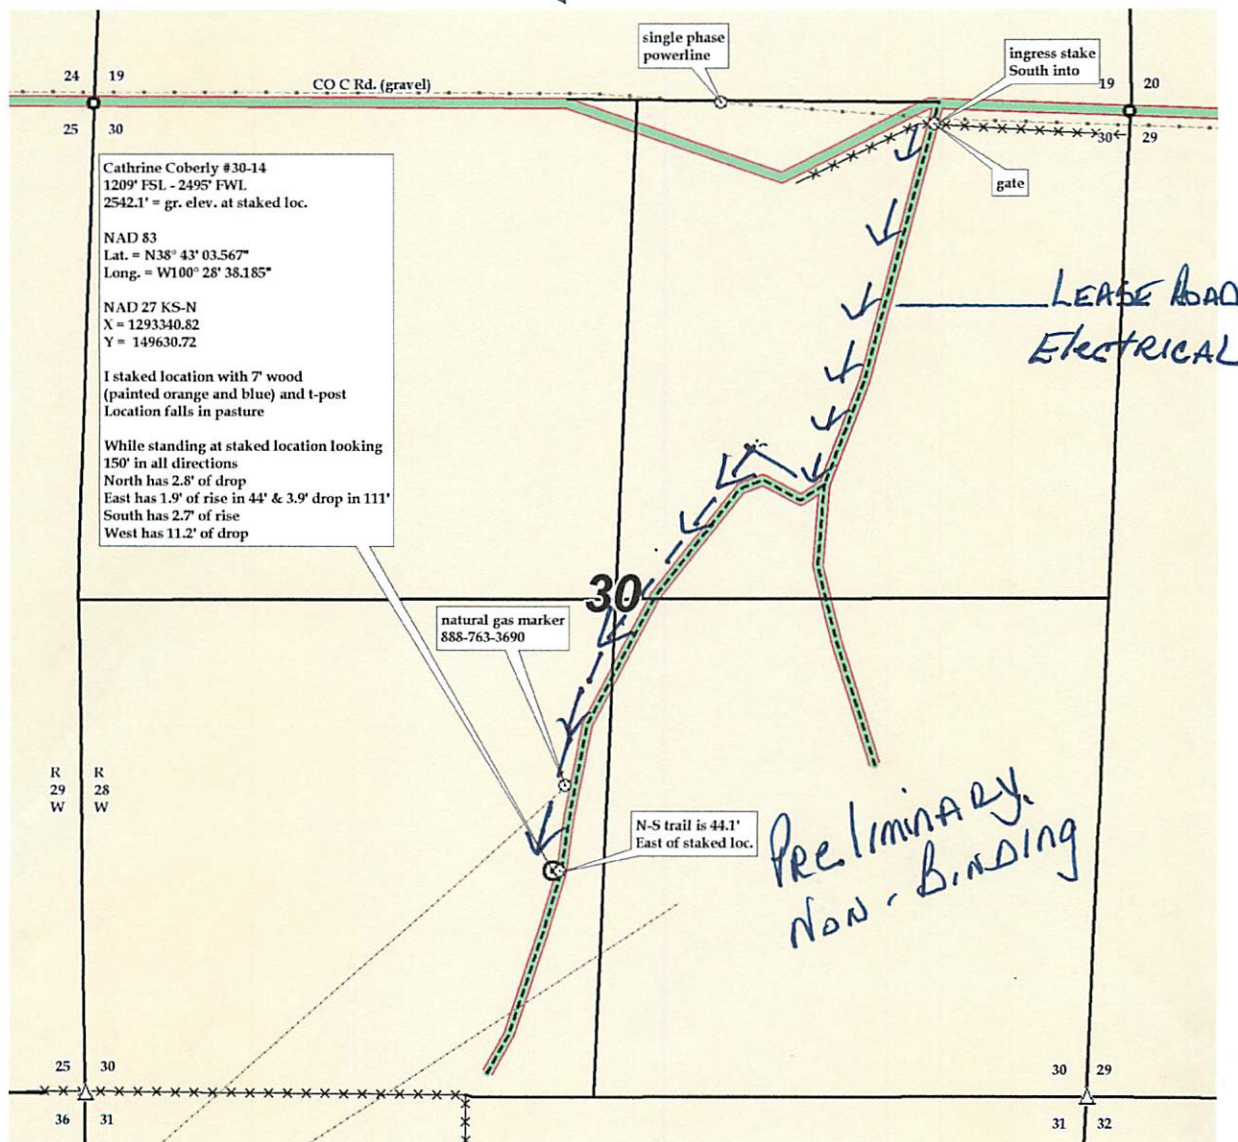 single phase
powerline
ingress stake
South into
24 19
CO C Rd. (gravel)
19 20
25 30
30 29
gate
Cathrine Coberly #30-14
1209' FSL - 2495' FWL
2542.1' = gr. elev. at staked loc.
NAD 83
Lat. = N38° 43' 03.567"
Long. = W100° 28' 38.185"
NAD 27 KS-N
X = 1293340.82
Y = 149630.72
I staked location with 7' wood
(painted orange and blue) and t-post
Location falls in pasture
While standing at staked location looking
150' in all directions
North has 2.8' of drop
East has 1.9' of rise in 44' & 3.9' drop in 111'
South has 2.7' of rise
West has 11.2' of drop
LEASE ROAD
ElecTRICAL
30
natural gas marker
888-763-3690
R R
29 28
W W
N-S trail is 44.1'
East of staked loc.
PReliminARy.
NON-BiNDINg
25 30
30 29
36 31
31 32